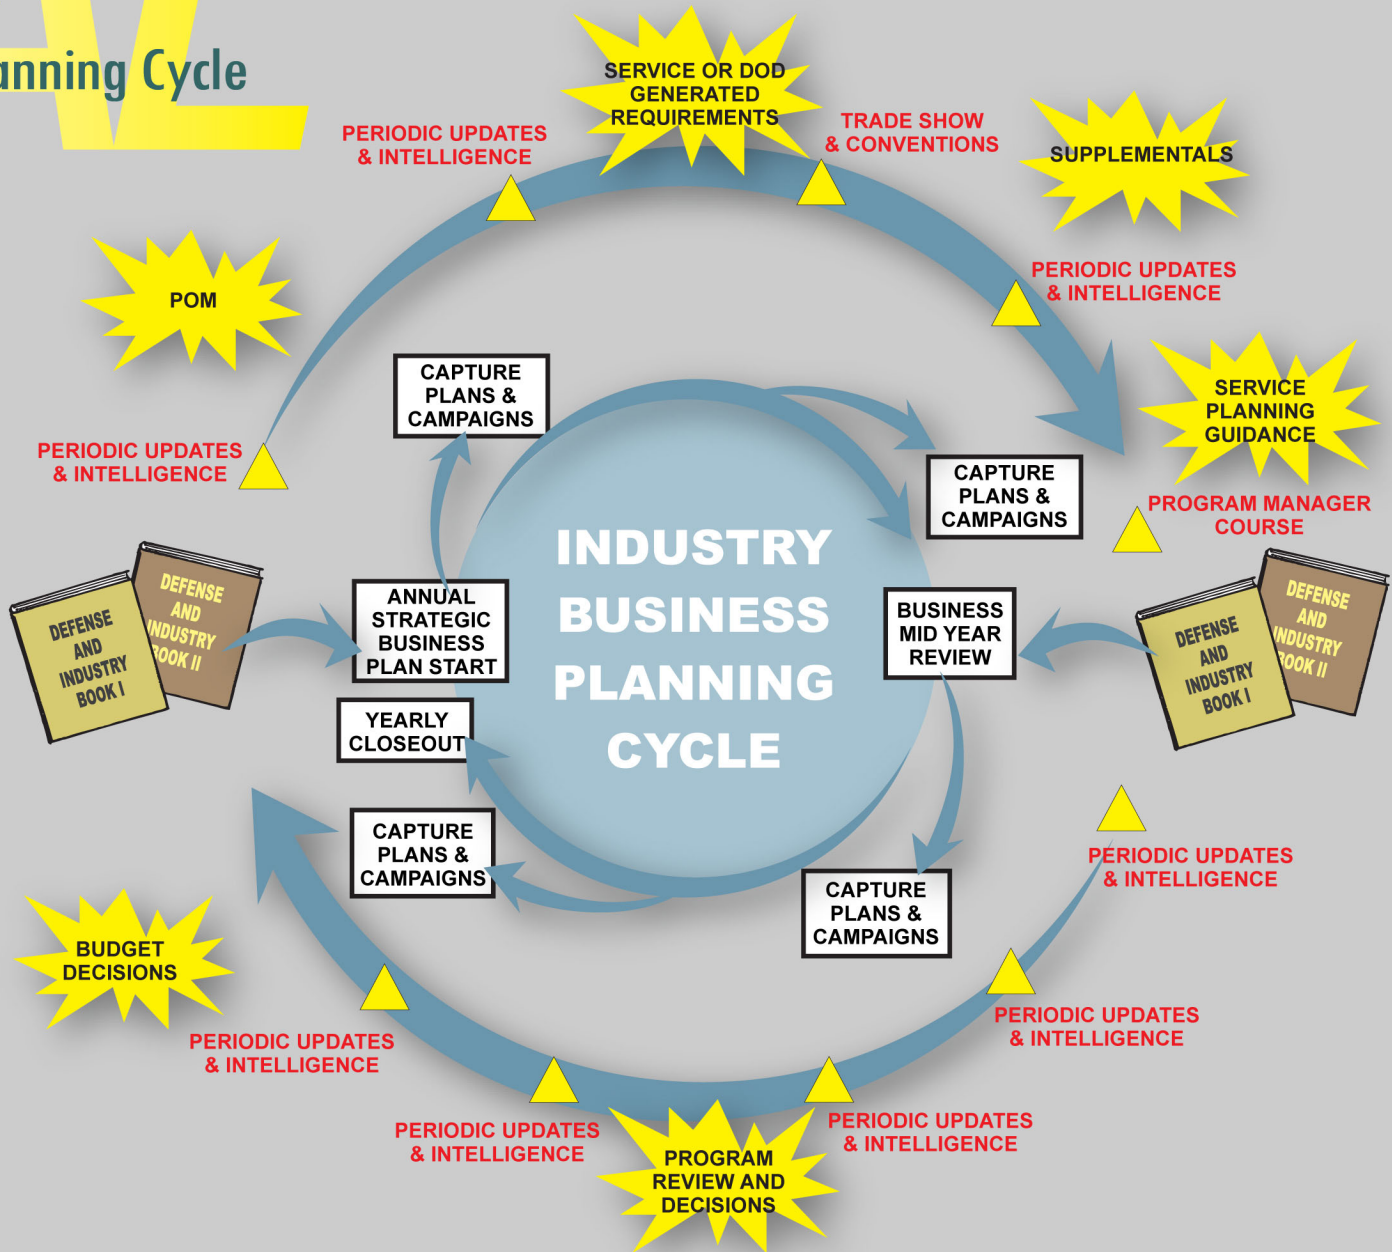 anning Cycle
SERVICE OR DOD
GENERATED
REQUIREMENTS
PERIODIC UPDATES
& INTELLIGENCE
TRADE SHOW
& CONVENTIONS
SUPPLEMENTALS
POM
PERIODIC UPDATES
& INTELLIGENCE
CAPTURE
PLANS &
CAMPAIGNS
SERVICE
PLANNING
GUIDANCE
PERIODIC UPDATES
& INTELLIGENCE
CAPTURE
PLANS &
CAMPAIGNS
PROGRAM MANAGER
COURSE
INDUSTRY
BUSINESS
PLANNING
CYCLE
DEFENSE
AND
INDUSTRY
BOOK I
DEFENSE
AND
INDUSTRY
BOOK II
ANNUAL
STRATEGIC
BUSINESS
PLAN START
BUSINESS
MID YEAR
REVIEW
DEFENSE
AND
INDUSTRY
BOOK I
DEFENSE
AND
INDUSTRY
BOOK II
YEARLY
CLOSEOUT
CAPTURE
PLANS &
CAMPAIGNS
CAPTURE
PLANS &
CAMPAIGNS
PERIODIC UPDATES
& INTELLIGENCE
BUDGET
DECISIONS
PERIODIC UPDATES
& INTELLIGENCE
PERIODIC UPDATES
& INTELLIGENCE
PERIODIC UPDATES
& INTELLIGENCE
PERIODIC UPDATES
& INTELLIGENCE
PROGRAM
REVIEW AND
DECISIONS